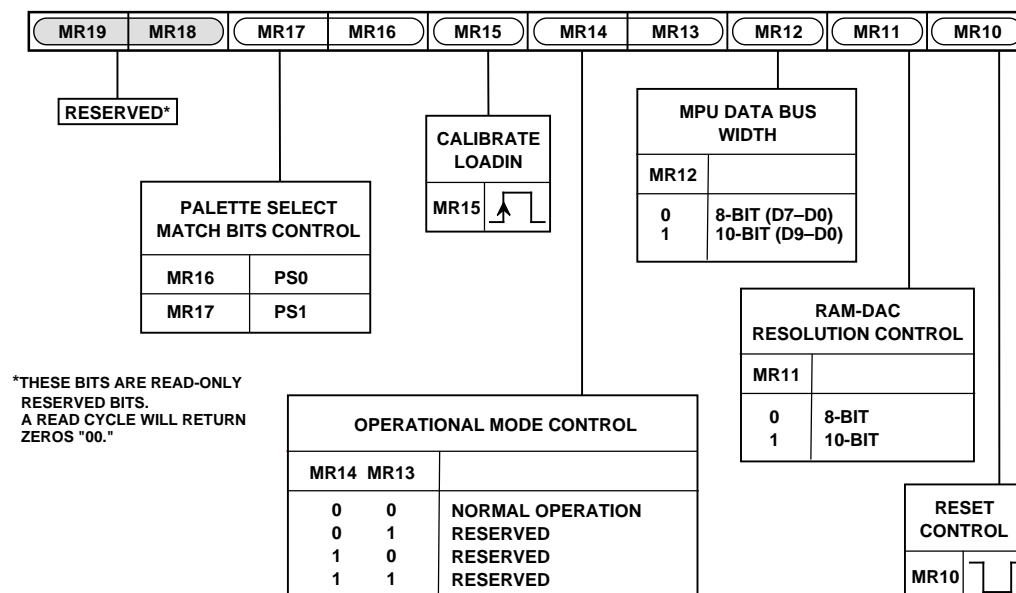 MR19 MR18 MR17 MR16 MR15 MR14 MR13 MR12 MR11 MR10
RESERVED*
PALETTE SELECT
MATCH BITS CONTROL
MR16 PS0
MR17 PS1
CALIBRATE
LOADIN
MR15
MPU DATA BUS
WIDTH
MR12
0 8-BIT (D7–D0)
1 10-BIT (D9–D0)
RAM-DAC
RESOLUTION CONTROL
MR11
0 8-BIT
1 10-BIT
*THESE BITS ARE READ-ONLY
RESERVED BITS.
A READ CYCLE WILL RETURN
ZEROS "00."
OPERATIONAL MODE CONTROL
MR14 MR13
0 0 NORMAL OPERATION
0 1 RESERVED
1 0 RESERVED
1 1 RESERVED
RESET
CONTROL
MR10